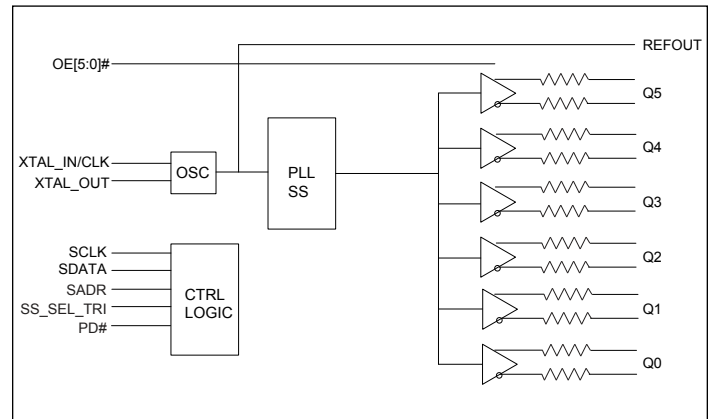 REFOUT
OE[5:0]#
Q5
Q4
XTAL_IN/CLK
XTAL_OUT
OSC
PLL
SS
Q3
Q2
SCLK
SDATA
SADR
SS_SEL_TRI
PD#
CTRL
LOGIC
Q1
Q0